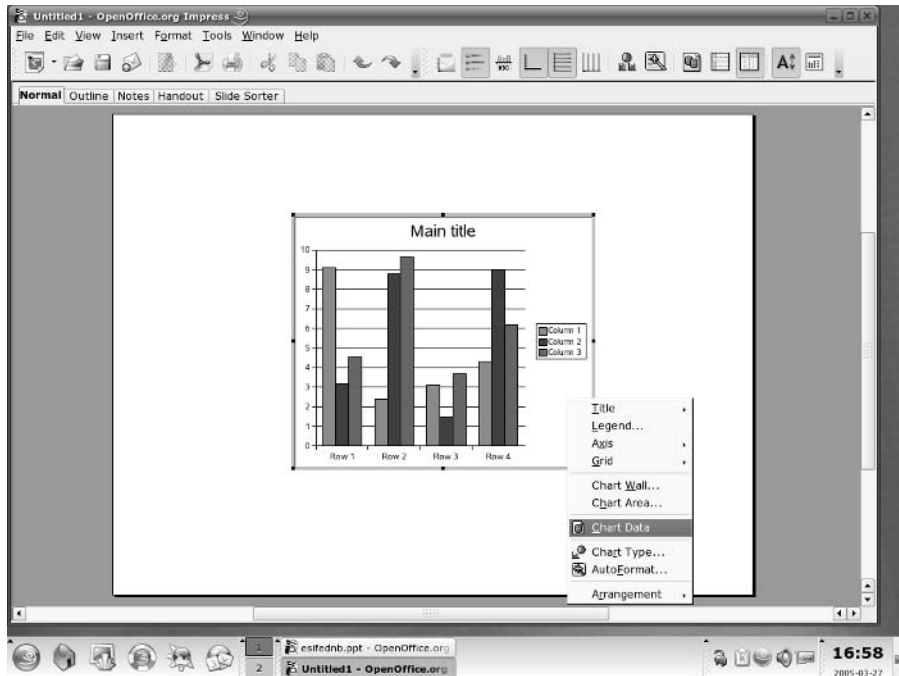 Untitled1 - OpenOffice.org Impress
File Edit View Insert Format Tools Window Help
Normal Outline Notes Handout Slide Sorter
Main title
10
9
8
7
6
5
4
3
2
1
0
Row 1 Row 2 Row 3 Row 4
Column 1
Column 2
Column 3
Title
Legend...
Axis
Grid
Chart Wall...
Chart Area...
Chart Data
Chart Type...
AutoFormat...
Arrangement
1
2
esifednb.ppt - OpenOffice.org
Untitled1 - OpenOffice.org
16:58
2005-03-27